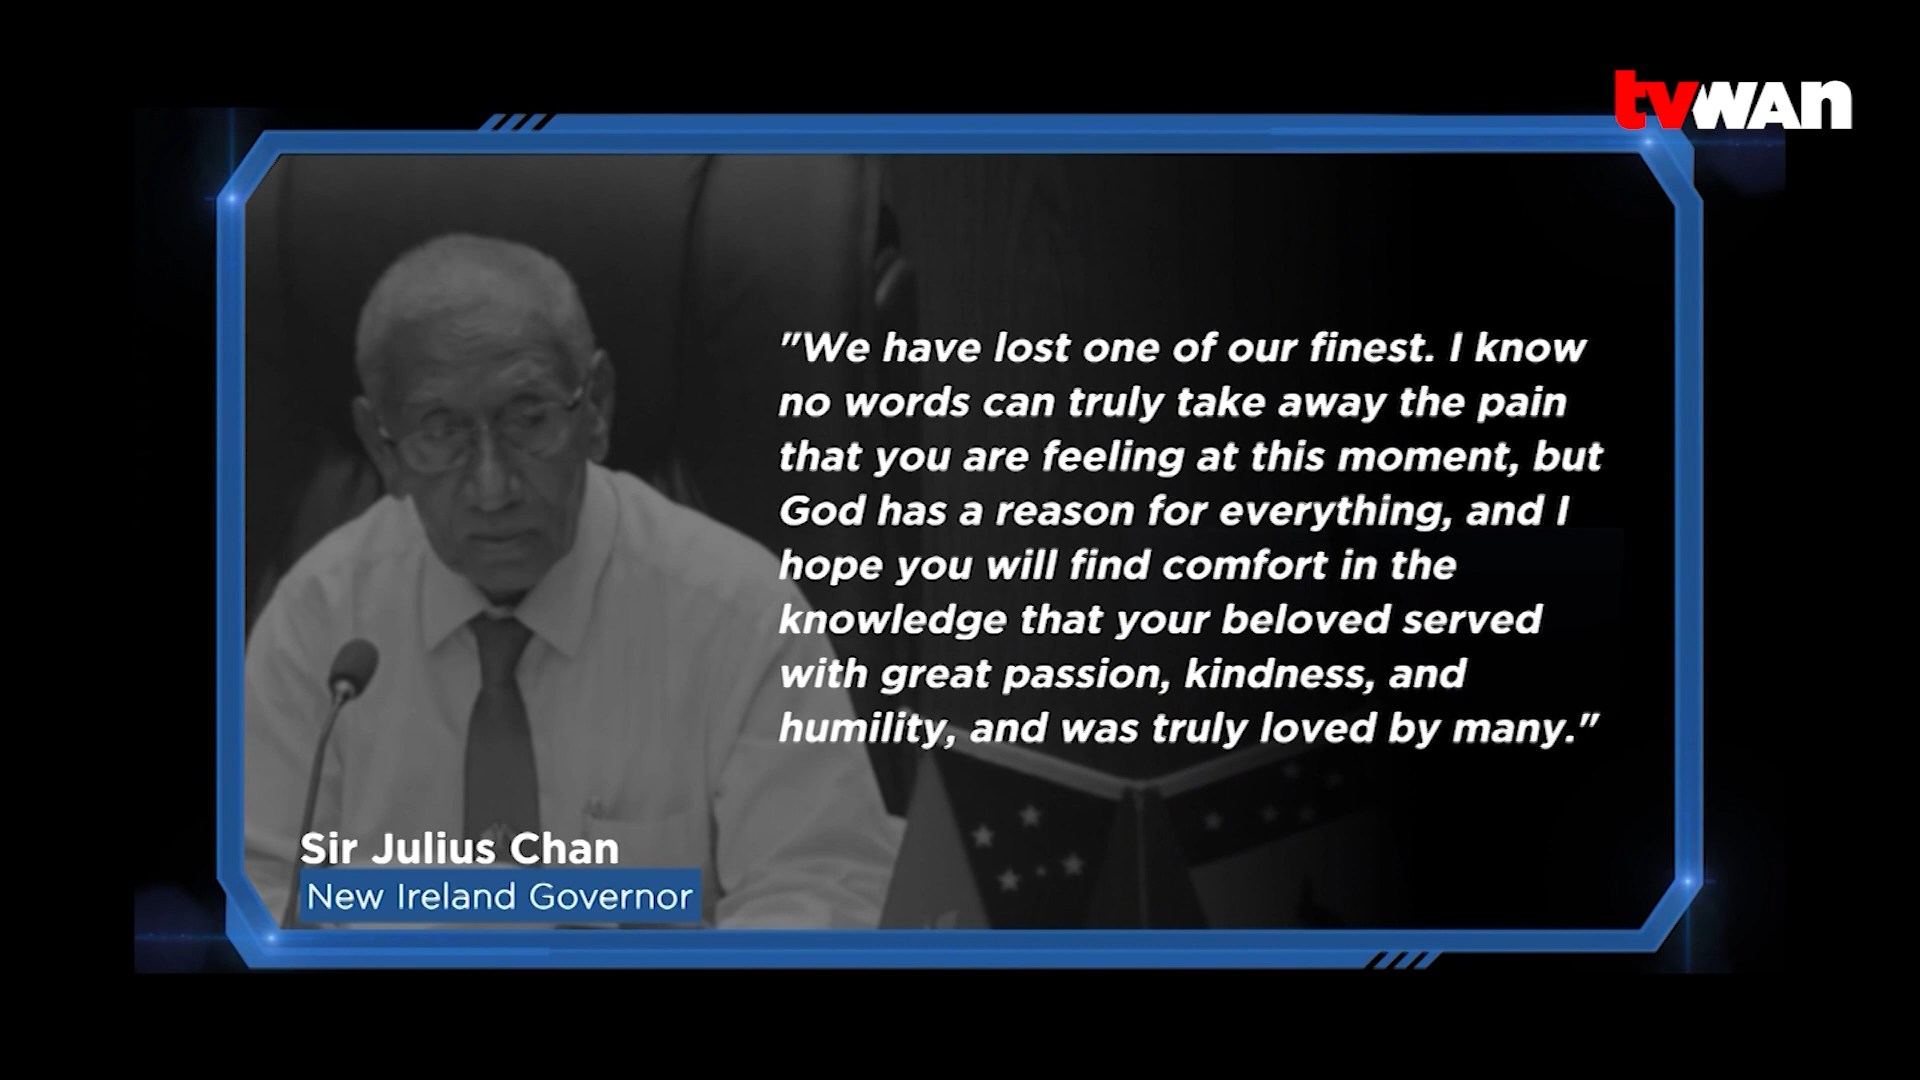 tvwan
"We have lost one of our finest. I know
no words can truly take away the pain
that you are feeling at this moment, but
God has a reason for everything, and I
hope you will find comfort in the
knowledge that your beloved served
with great passion, kindness, and
humility, and was truly loved by many."
Sir Julius Chan
New Ireland Governor